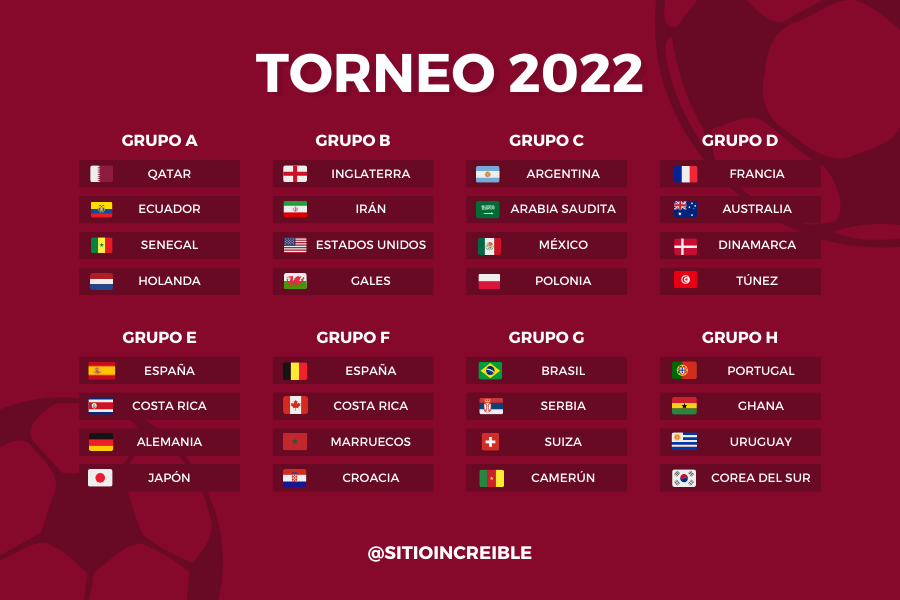 TORNEO 2022
GRUPO A
QATAR
ECUADOR
SENEGAL
HOLANDA
GRUPO B
INGLATERRA
IRÁN
ESTADOS UNIDOS
GALES
GRUPO C
ARGENTINA
ARABIA SAUDITA
MÉXICO
POLONIA
GRUPO D
FRANCIA
AUSTRALIA
DINAMARCA
TÚNEZ
GRUPO E
ESPAÑA
COSTA RICA
ALEMANIA
JAPÓN
GRUPO F
ESPAÑA
COSTA RICA
MARRUECOS
CROACIA
GRUPO G
BRASIL
SERBIA
SUIZA
CAMERÚN
GRUPO H
PORTUGAL
GHANA
URUGUAY
COREA DEL SUR
@SITIOINCREIBLE